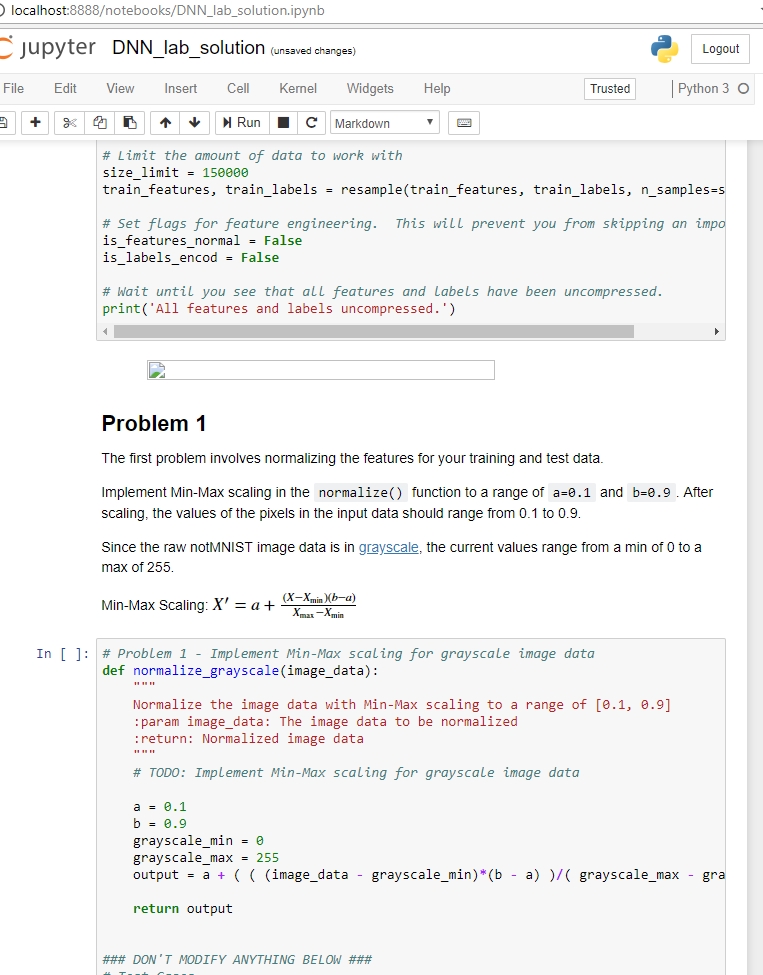 localhost:8888/notebooks/DNN_lab_solution.ipynb
jupyter DNN_lab_solution (unsaved changes) Logout
File Edit View Insert Cell Kernel Widgets Help Trusted Python 3
Run Markdown
# Limit the amount of data to work with
size_limit = 150000
train_features, train_labels = resample(train_features, train_labels, n_samples=s
# Set flags for feature engineering.  This will prevent you from skipping an impo
is_features_normal = False
is_labels_encod = False
# Wait until you see that all features and labels have been uncompressed.
print('All features and labels uncompressed.')
Problem 1
The first problem involves normalizing the features for your training and test data.
Implement Min-Max scaling in the normalize() function to a range of a=0.1 and b=0.9 . After
scaling, the values of the pixels in the input data should range from 0.1 to 0.9.
Since the raw notMNIST image data is in grayscale, the current values range from a min of 0 to a
max of 255.
Min-Max Scaling: X′ = a + (X−Xmin)(b−a) / Xmax−Xmin
In [ ]: # Problem 1 - Implement Min-Max scaling for grayscale image data
def normalize_grayscale(image_data):
"""
Normalize the image data with Min-Max scaling to a range of [0.1, 0.9]
:param image_data: The image data to be normalized
:return: Normalized image data
"""
# TODO: Implement Min-Max scaling for grayscale image data
a = 0.1
b = 0.9
grayscale_min = 0
grayscale_max = 255
output = a + ( ( (image_data - grayscale_min)*(b - a) )/( grayscale_max - gra
return output
### DON'T MODIFY ANYTHING BELOW ###